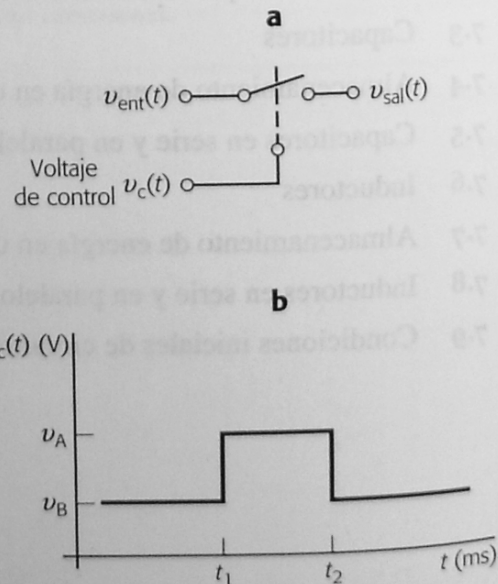 a
v_ent(t) v_sal(t)
Voltaje
de control v_c(t)
b
c(t) (V)
v_A
v_B
t_1 t_2 t (ms)